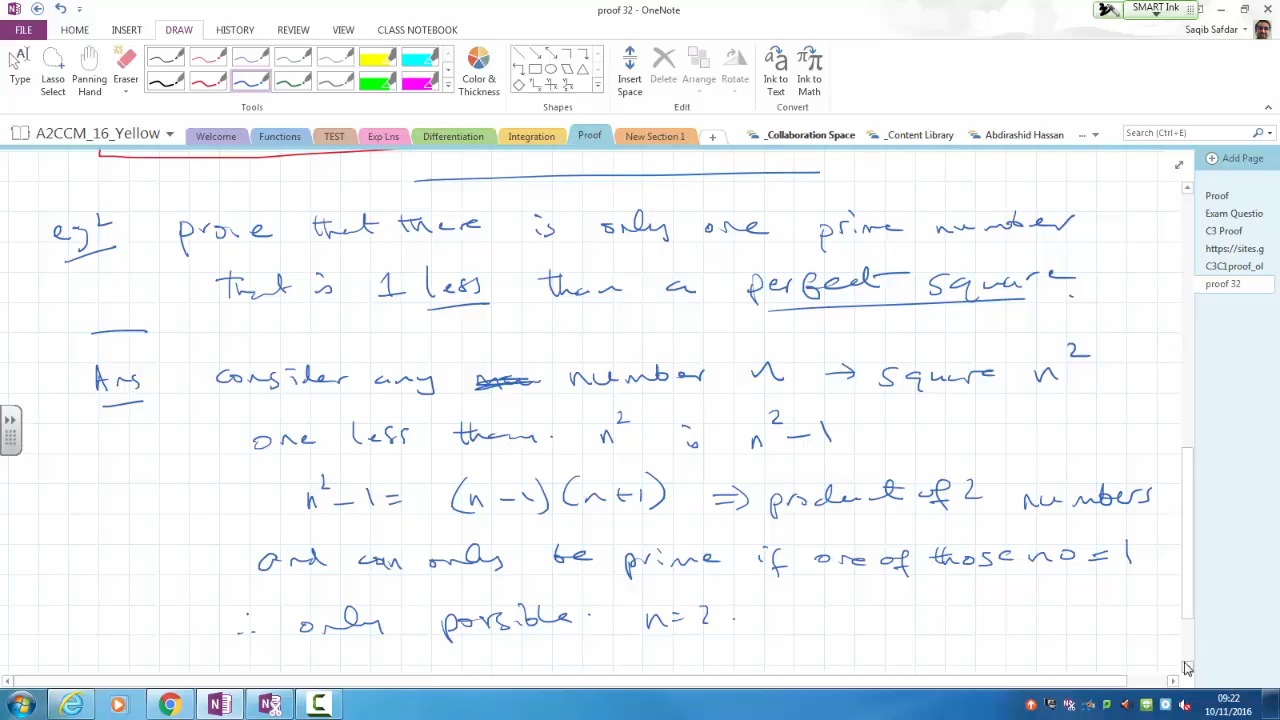 proof 32 - OneNote
SMART Ink
FILE HOME INSERT DRAW HISTORY REVIEW VIEW CLASS NOTEBOOK
Saqib Safdar
Type Lasso Select Panning Hand Eraser
Color & Thickness
Insert Space Delete Arrange Rotate
Ink to Text Ink to Math
Tools Shapes Edit Convert
A2CCM_16_Yellow
Welcome Functions TEST Exp Lns Differentiation Integration Proof New Section 1
_Collaboration Space _Content Library Abdirashid Hassan ...
Search (Ctrl+E)
Add Page
Proof
Exam Questio
C3 Proof
https://sites.g
C3C1proof_ol
proof 32
eg2 prove that there is only one prime number
that is 1 less than a perfect square.
Ans consider any number n → square n²
one less than n² is n² - 1
n² - 1 = (n - 1)(n + 1) ⇒ product of 2 numbers
and can only be prime if one of those no = 1
∴ only possible n = 2.
09:22
10/11/2016